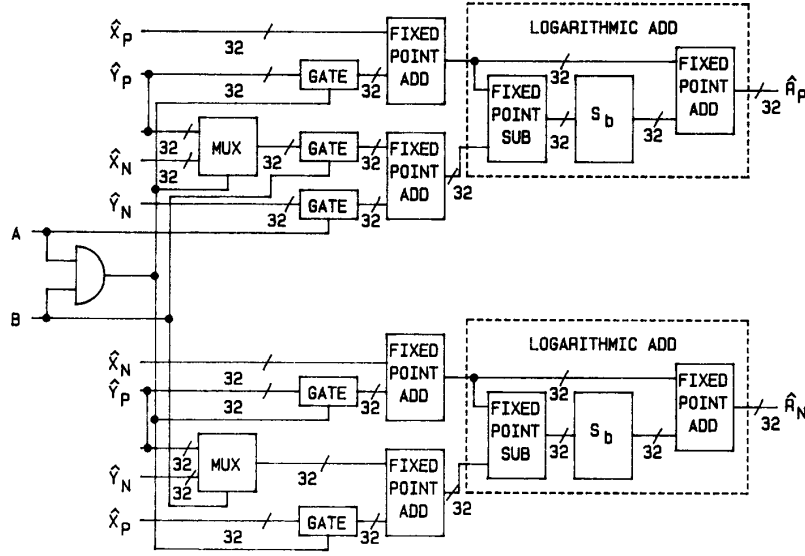 X̂P
32
FIXED
POINT
ADD
LOGARITHMIC ADD
ŶP
32
GATE
32
32
FIXED
POINT
ADD
R̂P
32
FIXED
POINT
SUB
32
Sb
32
32
MUX
32
GATE
32
FIXED
POINT
ADD
32
X̂N
32
ŶN
32
GATE
32
A
B
X̂N
32
FIXED
POINT
ADD
LOGARITHMIC ADD
ŶP
32
GATE
32
32
FIXED
POINT
ADD
R̂N
32
FIXED
POINT
SUB
32
Sb
32
32
MUX
32
FIXED
POINT
ADD
32
ŶN
32
X̂P
32
GATE
32